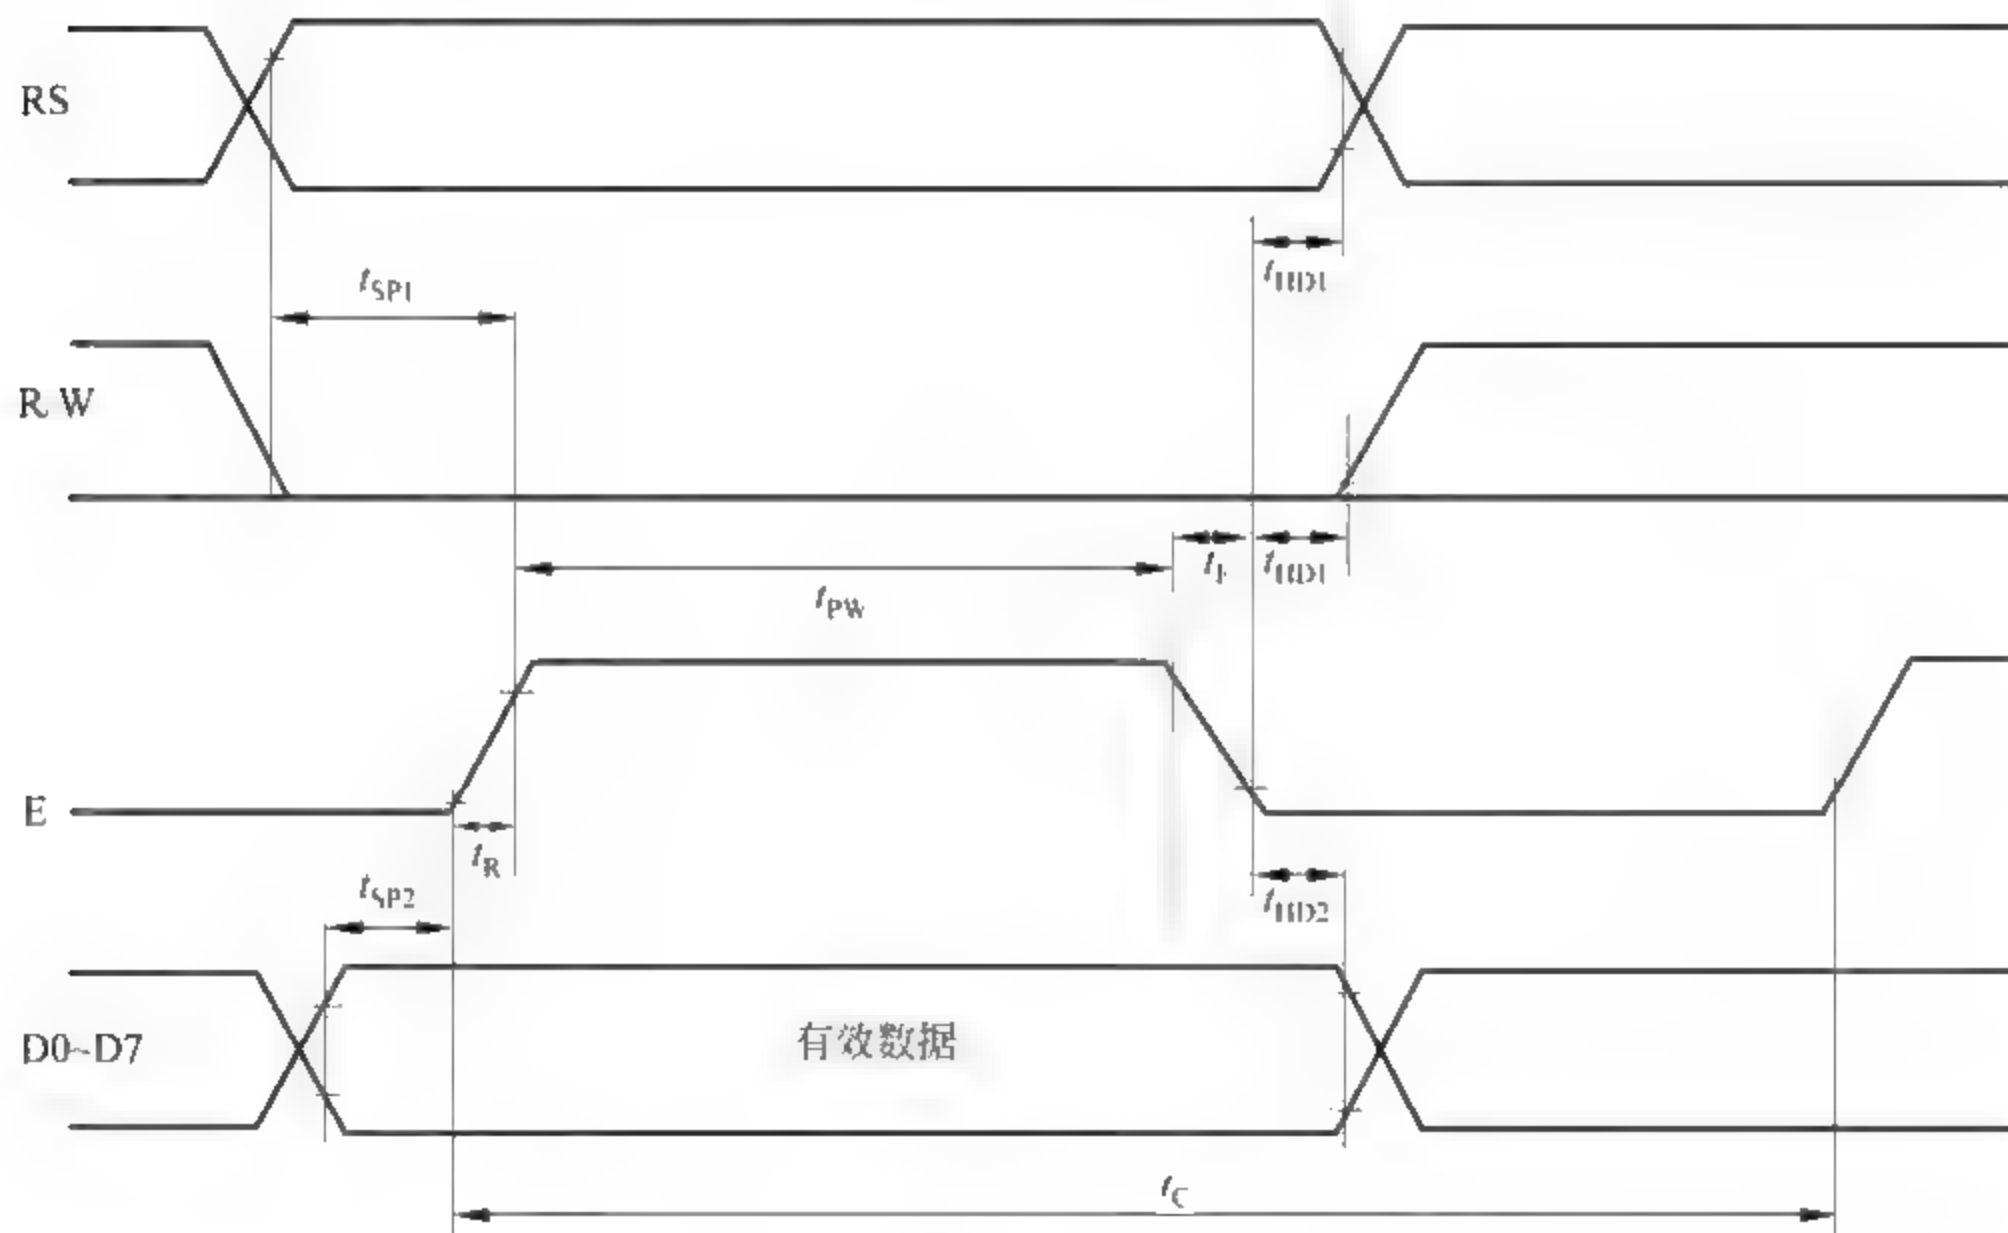 RS
tHD1
tSP1
R/W
tF
tHD1
tPW
E
tR
tSP2
tHD2
D0~D7
有效数据
tC